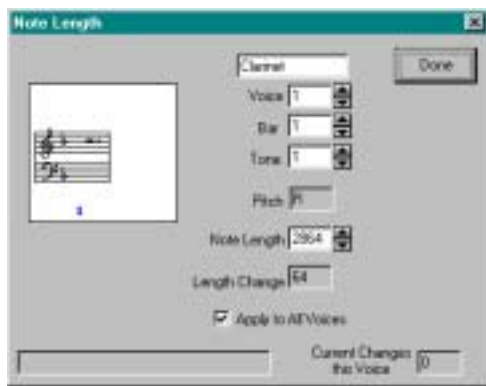 Note Length
Clarinet
Done
Voice 1
Bar 1
Tone 1
Pitch R
Note Length 2864
Length Change 64
Apply to All Voices
1
Current Changes
this Voice 0